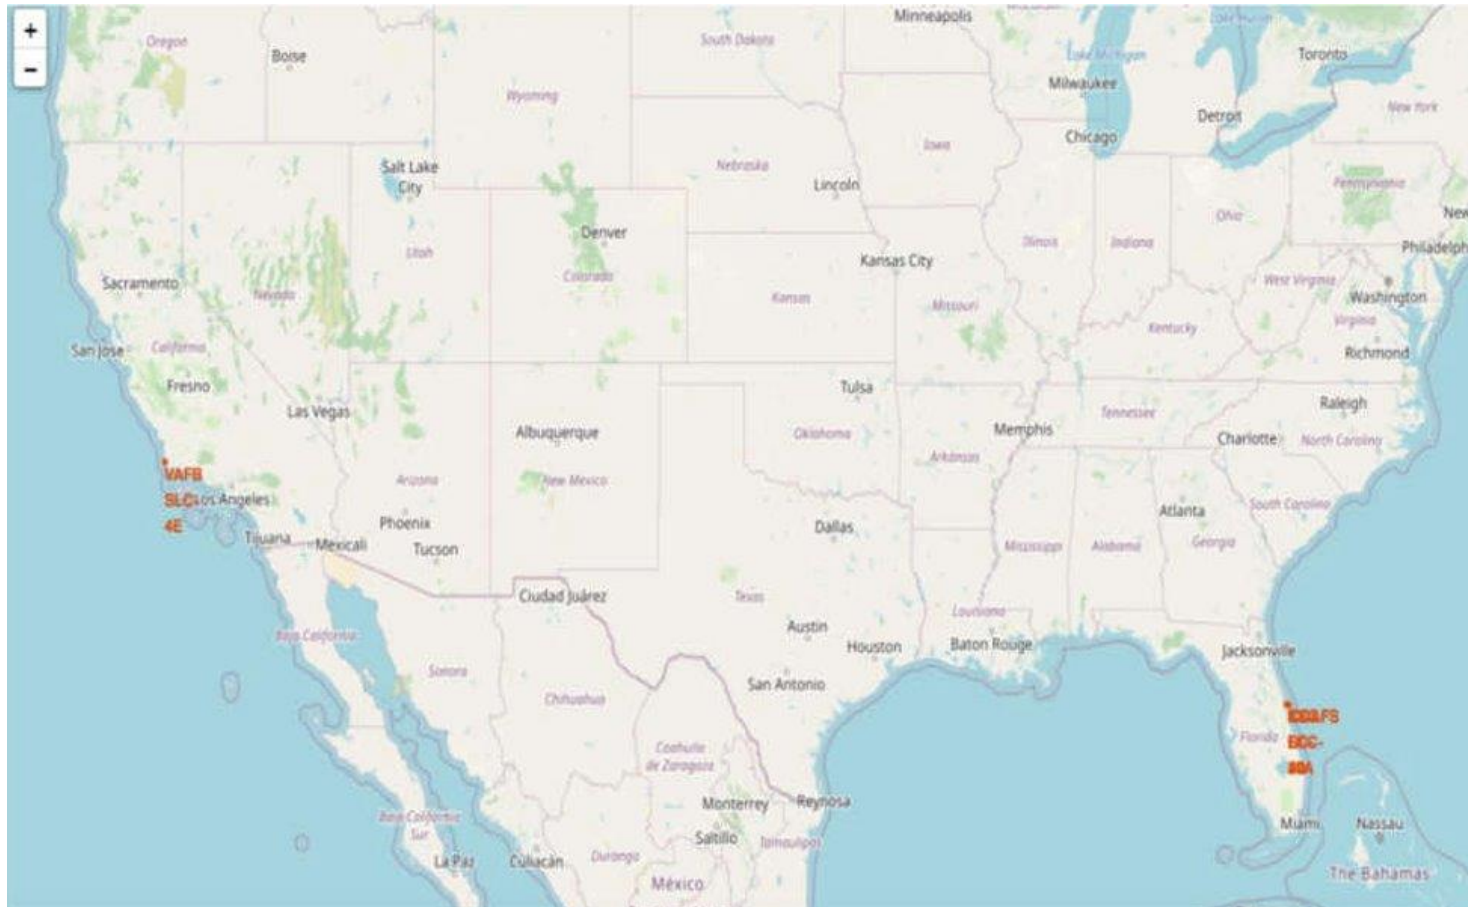 +
−
Minneapolis
Oregon
South Dakota
Lake Huron
Boise
Lake Michigan
Toronto
Milwaukee
Wyoming
New York
Detroit
Chicago
Iowa
Salt Lake
City
Nebraska
Lincoln
Pennsylvania
Ohio
New
Denver
Utah
Illinois
Indiana
Philadelph
Kansas City
Colorado
Sacramento
Nevada
Kansas
Missouri
West Virginia
Washington
Virginia
Kentucky
San Jose
California
Richmond
Fresno
Tulsa
Las Vegas
Raleigh
Tennessee
Albuquerque
Oklahoma
Memphis
Charlotte
North Carolina
Arkansas
VAFB
SLC-
4E
Los Angeles
Arizona
New Mexico
South Carolina
Atlanta
Phoenix
Dallas
Tijuana
Mexicali
Tucson
Mississippi
Alabama
Georgia
Ciudad Juárez
Texas
Louisiana
Austin
Baja California
Houston
Baton Rouge
Jacksonville
Sonora
San Antonio
Chihuahua
Florida
Coahuila
de Zaragoza
Monterrey
Reynosa
Baja California
Sur
Saltillo
Tamaulipas
Miami
Nassau
La Paz
Culiacán
Durango
The Bahamas
México